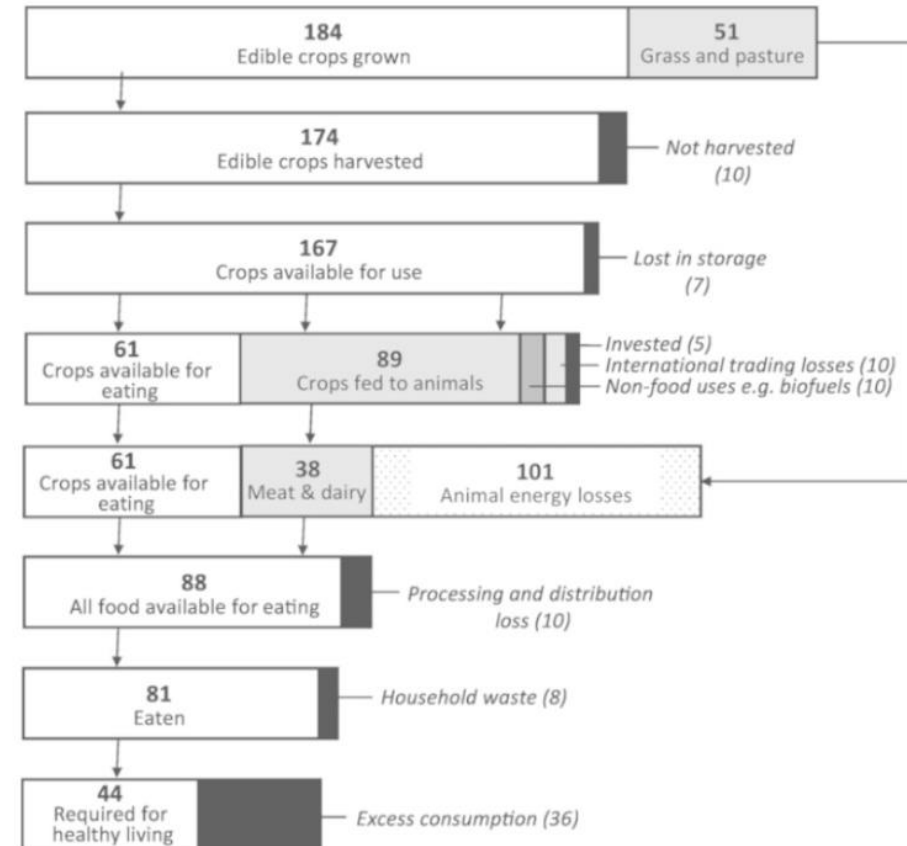 184
Edible crops grown
51
Grass and pasture
174
Edible crops harvested
Not harvested
(10)
167
Crops available for use
Lost in storage
(7)
61
Crops available for
eating
89
Crops fed to animals
Invested (5)
International trading losses (10)
Non-food uses e.g. biofuels (10)
61
Crops available for
eating
38
Meat & dairy
101
Animal energy losses
88
All food available for eating
Processing and distribution
loss (10)
81
Eaten
Household waste (8)
44
Required for
healthy living
Excess consumption (36)